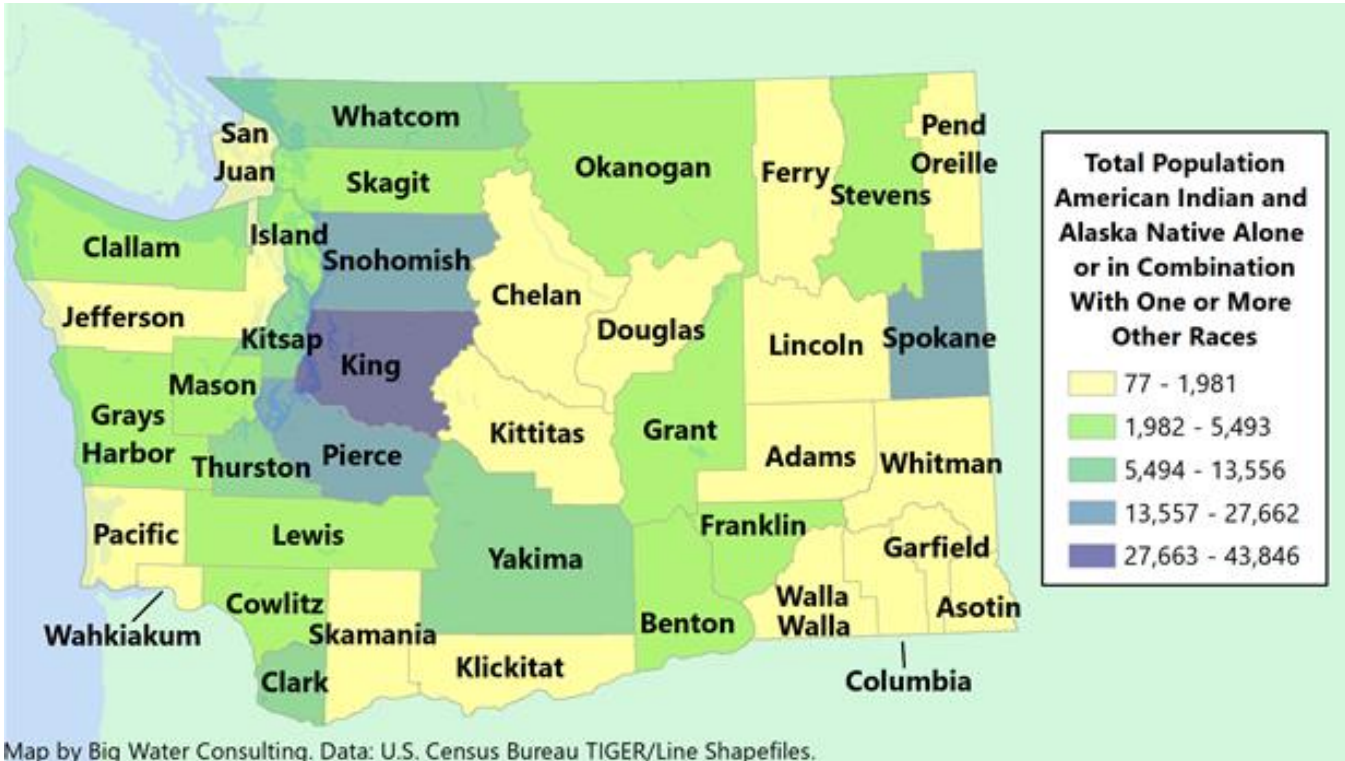 Whatcom
San
Juan
Skagit
Okanogan
Ferry
Stevens
Pend
Oreille
Clallam
Island
Snohomish
Jefferson
Kitsap
King
Chelan
Douglas
Lincoln
Spokane
Mason
Grays
Harbor
Thurston
Pierce
Kittitas
Grant
Adams
Whitman
Pacific
Lewis
Yakima
Franklin
Garfield
Wahkiakum
Cowlitz
Skamania
Benton
Walla
Walla
Asotin
Clark
Klickitat
Columbia
Total Population
American Indian and
Alaska Native Alone
or in Combination
With One or More
Other Races
77 - 1,981
1,982 - 5,493
5,494 - 13,556
13,557 - 27,662
27,663 - 43,846
Map by Big Water Consulting. Data: U.S. Census Bureau TIGER/Line Shapefiles.